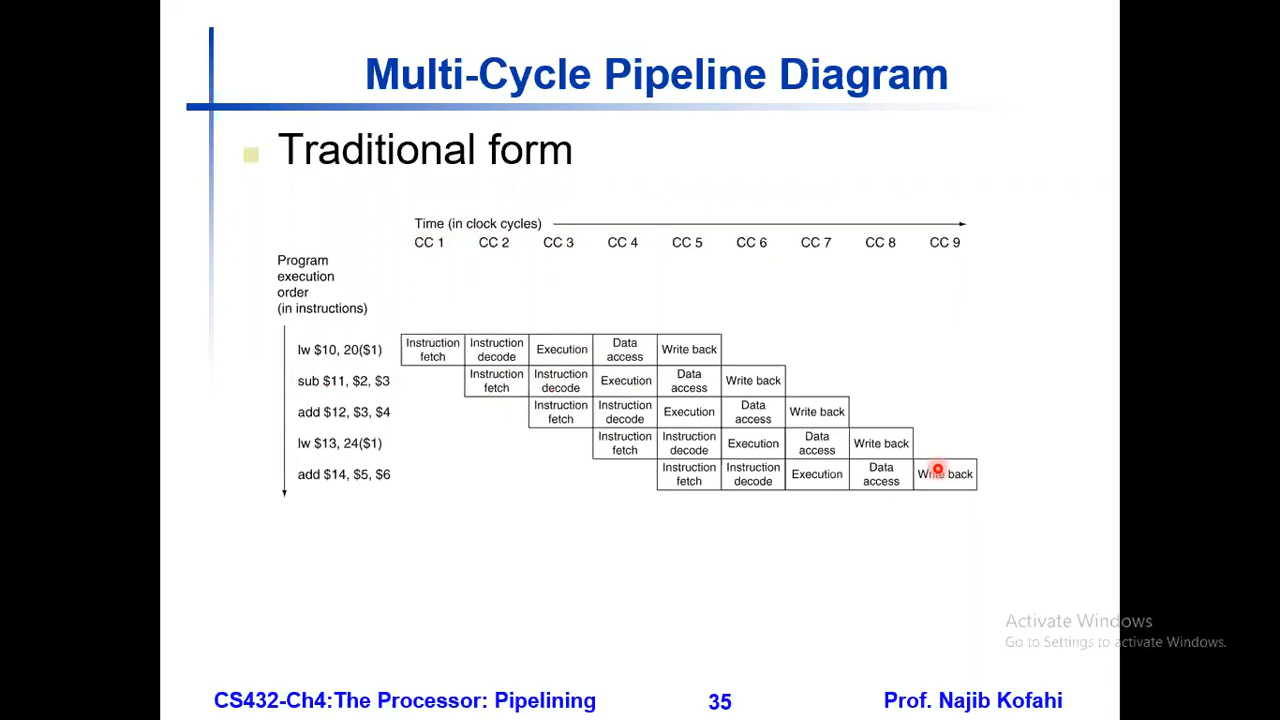 Multi-Cycle Pipeline Diagram
Traditional form
Time (in clock cycles)
CC 1 CC 2 CC 3 CC 4 CC 5 CC 6 CC 7 CC 8 CC 9
Program
execution
order
(in instructions)
lw $10, 20($1) Instruction fetch Instruction decode Execution Data access Write back
sub $11, $2, $3 Instruction fetch Instruction decode Execution Data access Write back
add $12, $3, $4 Instruction fetch Instruction decode Execution Data access Write back
lw $13, 24($1) Instruction fetch Instruction decode Execution Data access Write back
add $14, $5, $6 Instruction fetch Instruction decode Execution Data access Write back
Activate Windows
Go to Settings to activate Windows.
CS432-Ch4:The Processor: Pipelining 35 Prof. Najib Kofahi